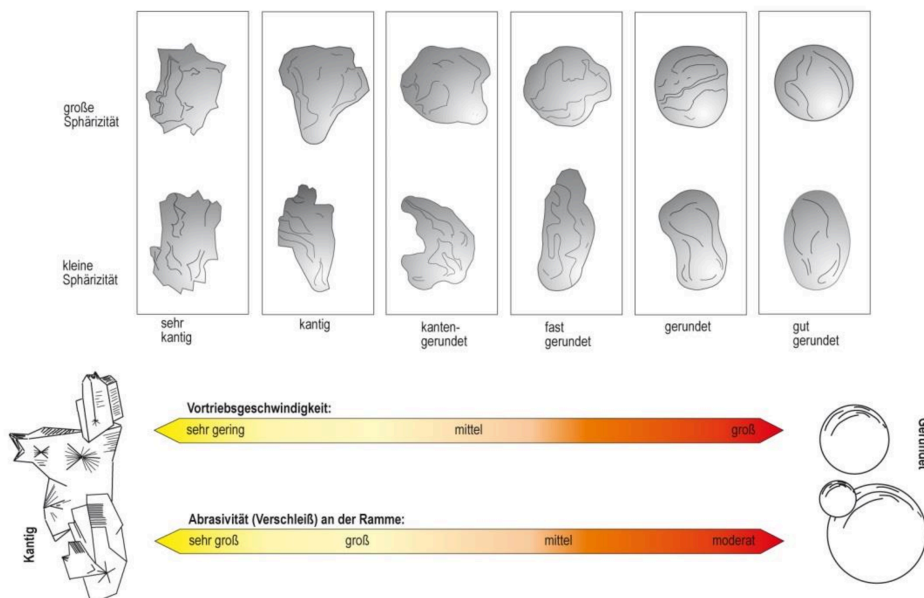 große
Sphärizität
kleine
Sphärizität
sehr
kantig
kantig
kanten-
gerundet
fast
gerundet
gerundet
gut
gerundet
Vortriebsgeschwindigkeit:
sehr gering mittel groß
Kantig
Gerundet
Abrasivität (Verschleiß) an der Ramme:
sehr groß groß mittel moderat